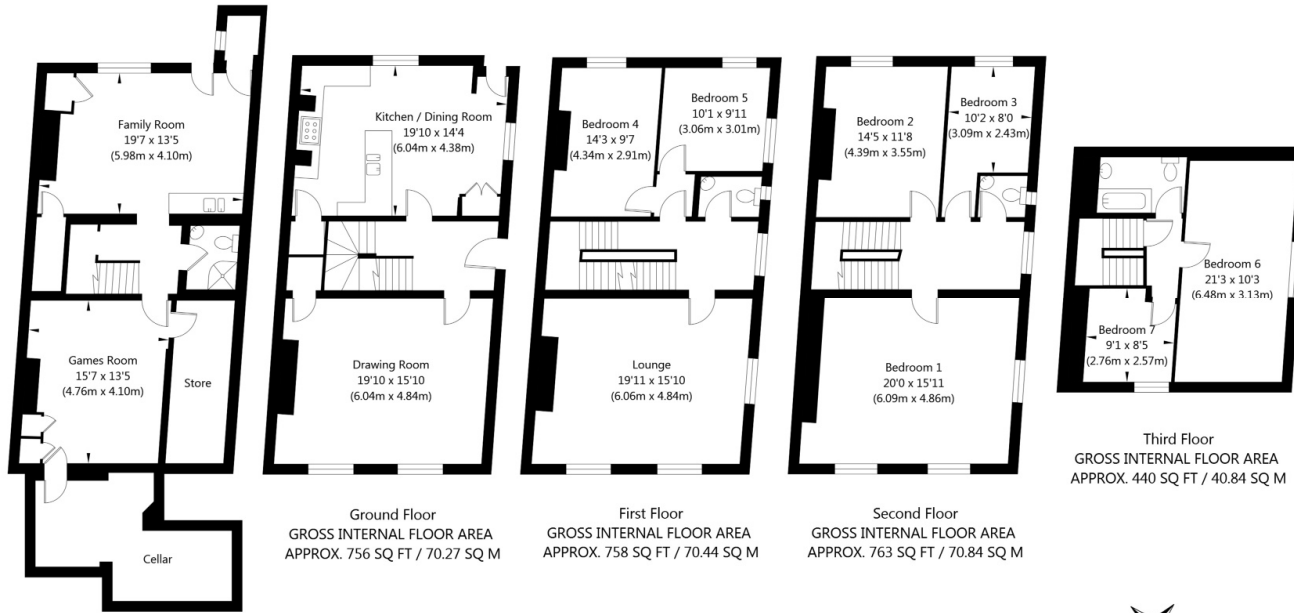 Family Room
19'7 x 13'5
(5.98m x 4.10m)
Games Room
15'7 x 13'5
(4.76m x 4.10m)
Store
Cellar
Kitchen / Dining Room
19'10 x 14'4
(6.04m x 4.38m)
Drawing Room
19'10 x 15'10
(6.04m x 4.84m)
Ground Floor
GROSS INTERNAL FLOOR AREA
APPROX. 756 SQ FT / 70.27 SQ M
Bedroom 4
14'3 x 9'7
(4.34m x 2.91m)
Bedroom 5
10'1 x 9'11
(3.06m x 3.01m)
Lounge
19'11 x 15'10
(6.06m x 4.84m)
First Floor
GROSS INTERNAL FLOOR AREA
APPROX. 758 SQ FT / 70.44 SQ M
Bedroom 2
14'5 x 11'8
(4.39m x 3.55m)
Bedroom 3
10'2 x 8'0
(3.09m x 2.43m)
Bedroom 1
20'0 x 15'11
(6.09m x 4.86m)
Second Floor
GROSS INTERNAL FLOOR AREA
APPROX. 763 SQ FT / 70.84 SQ M
Bedroom 6
21'3 x 10'3
(6.48m x 3.13m)
Bedroom 7
9'1 x 8'5
(2.76m x 2.57m)
Third Floor
GROSS INTERNAL FLOOR AREA
APPROX. 440 SQ FT / 40.84 SQ M